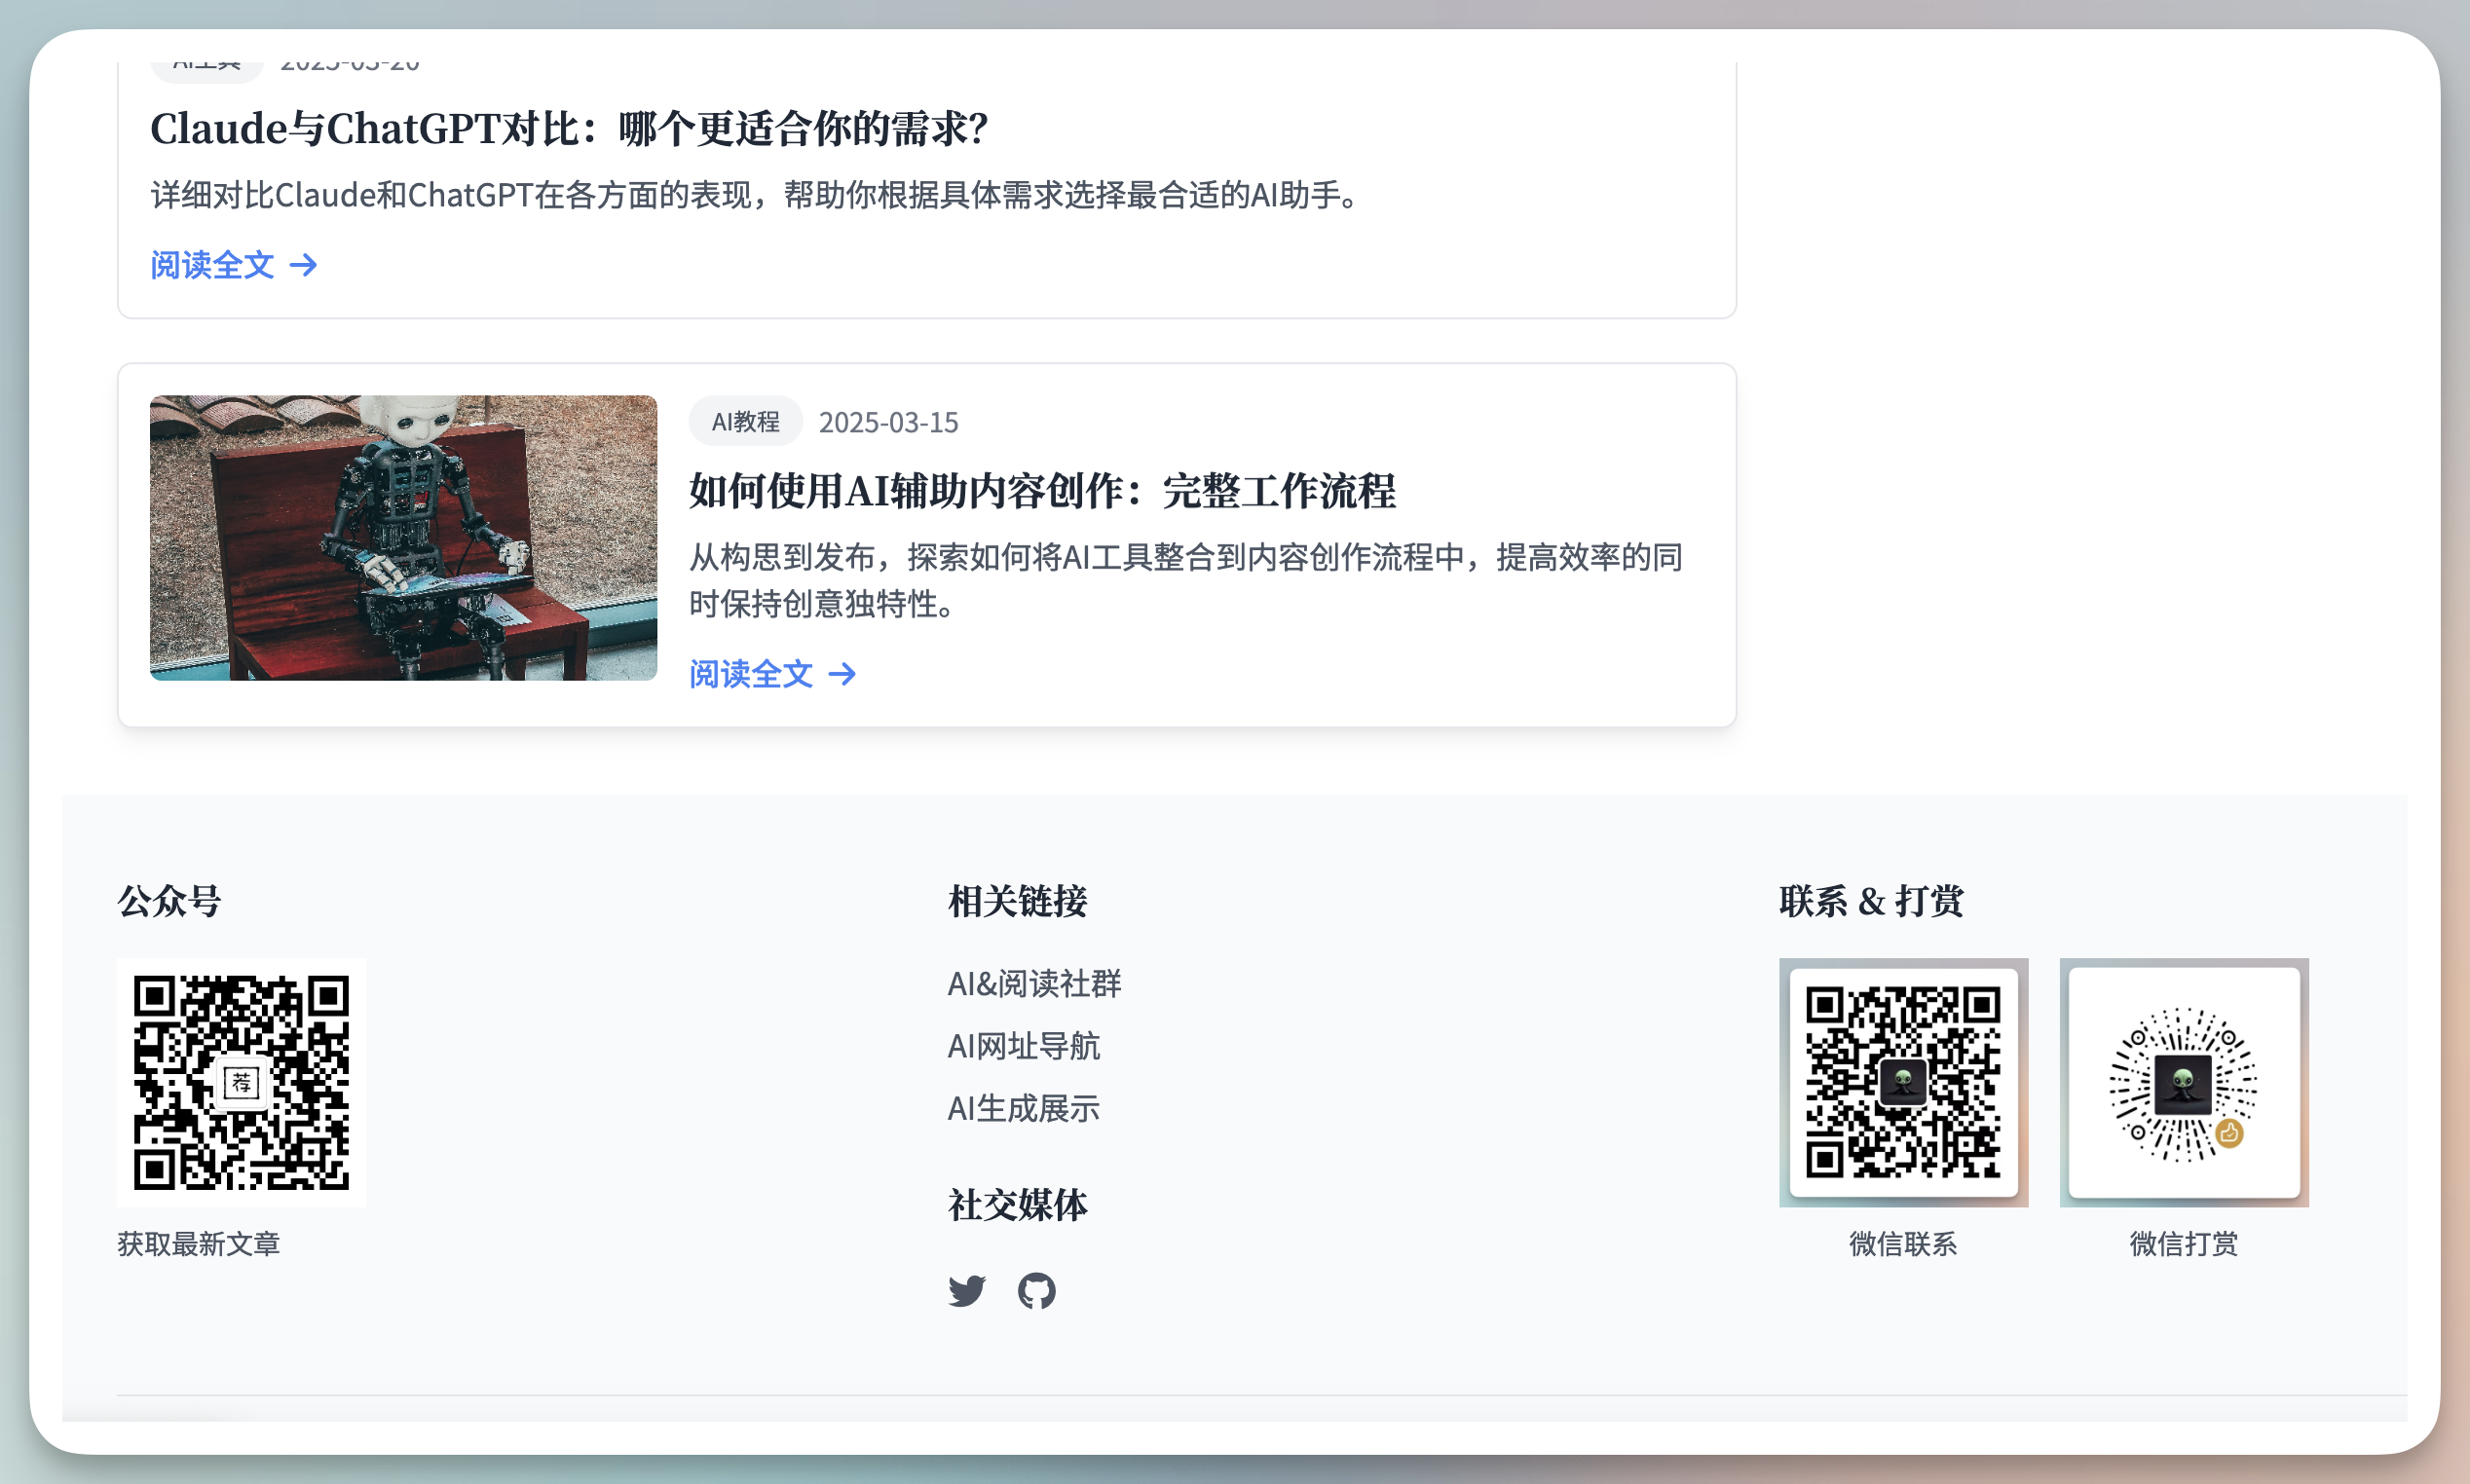 AI工具 2025-03-20
Claude与ChatGPT对比：哪个更适合你的需求？
详细对比Claude和ChatGPT在各方面的表现，帮助你根据具体需求选择最合适的AI助手。
阅读全文 →
AI教程 2025-03-15
如何使用AI辅助内容创作：完整工作流程
从构思到发布，探索如何将AI工具整合到内容创作流程中，提高效率的同
时保持创意独特性。
阅读全文 →
公众号
荐
获取最新文章
相关链接
AI&阅读社群
AI网址导航
AI生成展示
社交媒体
联系 & 打赏
微信联系
微信打赏